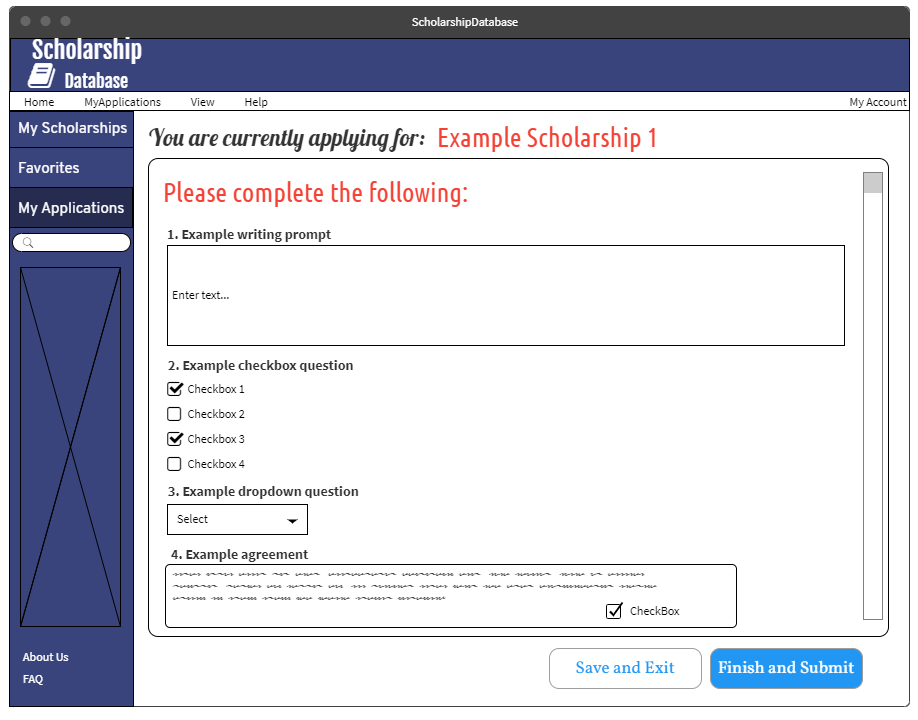 ScholarshipDatabase
Scholarship
Database
Home MyApplications View Help My Account
My Scholarships
Favorites
My Applications
You are currently applying for: Example Scholarship 1
Please complete the following:
1. Example writing prompt
Enter text...
2. Example checkbox question
Checkbox 1
Checkbox 2
Checkbox 3
Checkbox 4
3. Example dropdown question
Select
4. Example agreement
CheckBox
About Us
FAQ
Save and Exit Finish and Submit